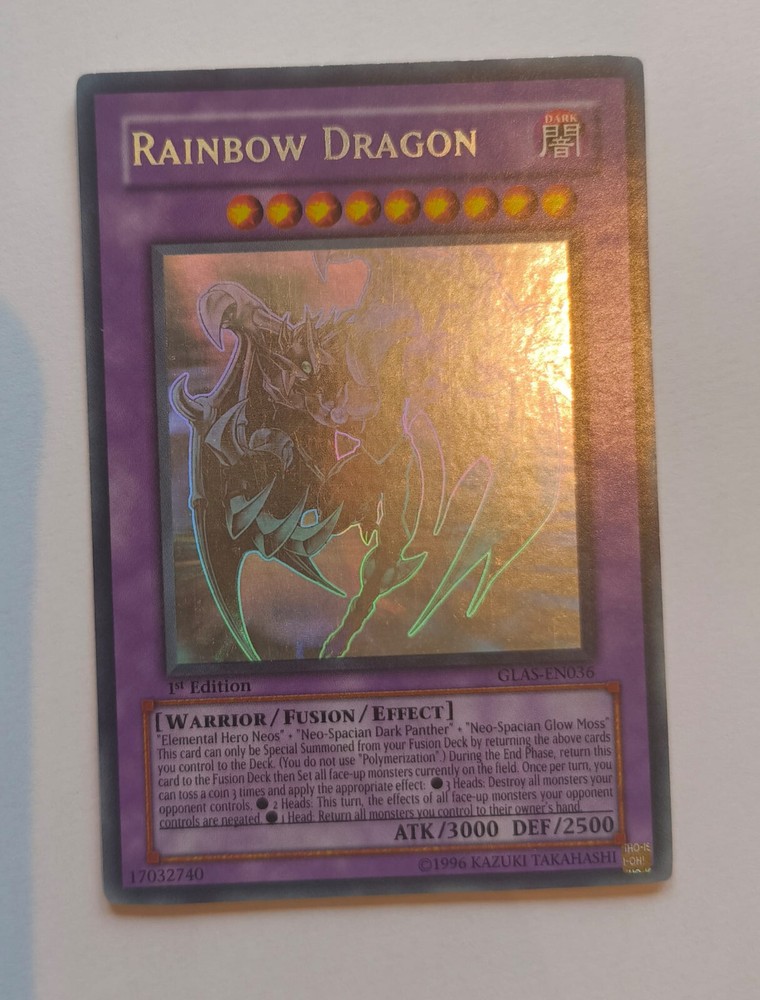 RAINBOW DRAGON
DARK
闇
1st Edition
GLAS-EN036
[WARRIOR/FUSION/EFFECT]
"Elemental Hero Neos" + "Neo-Spacian Dark Panther" + "Neo-Spacian Glow Moss"
This card can only be Special Summoned from your Fusion Deck by returning the above cards
you control to the Deck. (You do not use "Polymerization".) During the End Phase, return this
card to the Fusion Deck then Set all face-up monsters currently on the field. Once per turn, you
can toss a coin 3 times and apply the appropriate effect: ●3 Heads: Destroy all monsters your
opponent controls. ● 2 Heads: This turn, the effects of all face-up monsters your opponent
controls are negated. ● 1 Head: Return all monsters you control to their owner's hand.
ATK/3000 DEF/2500
17032740
©1996 KAZUKI TAKAHASHI